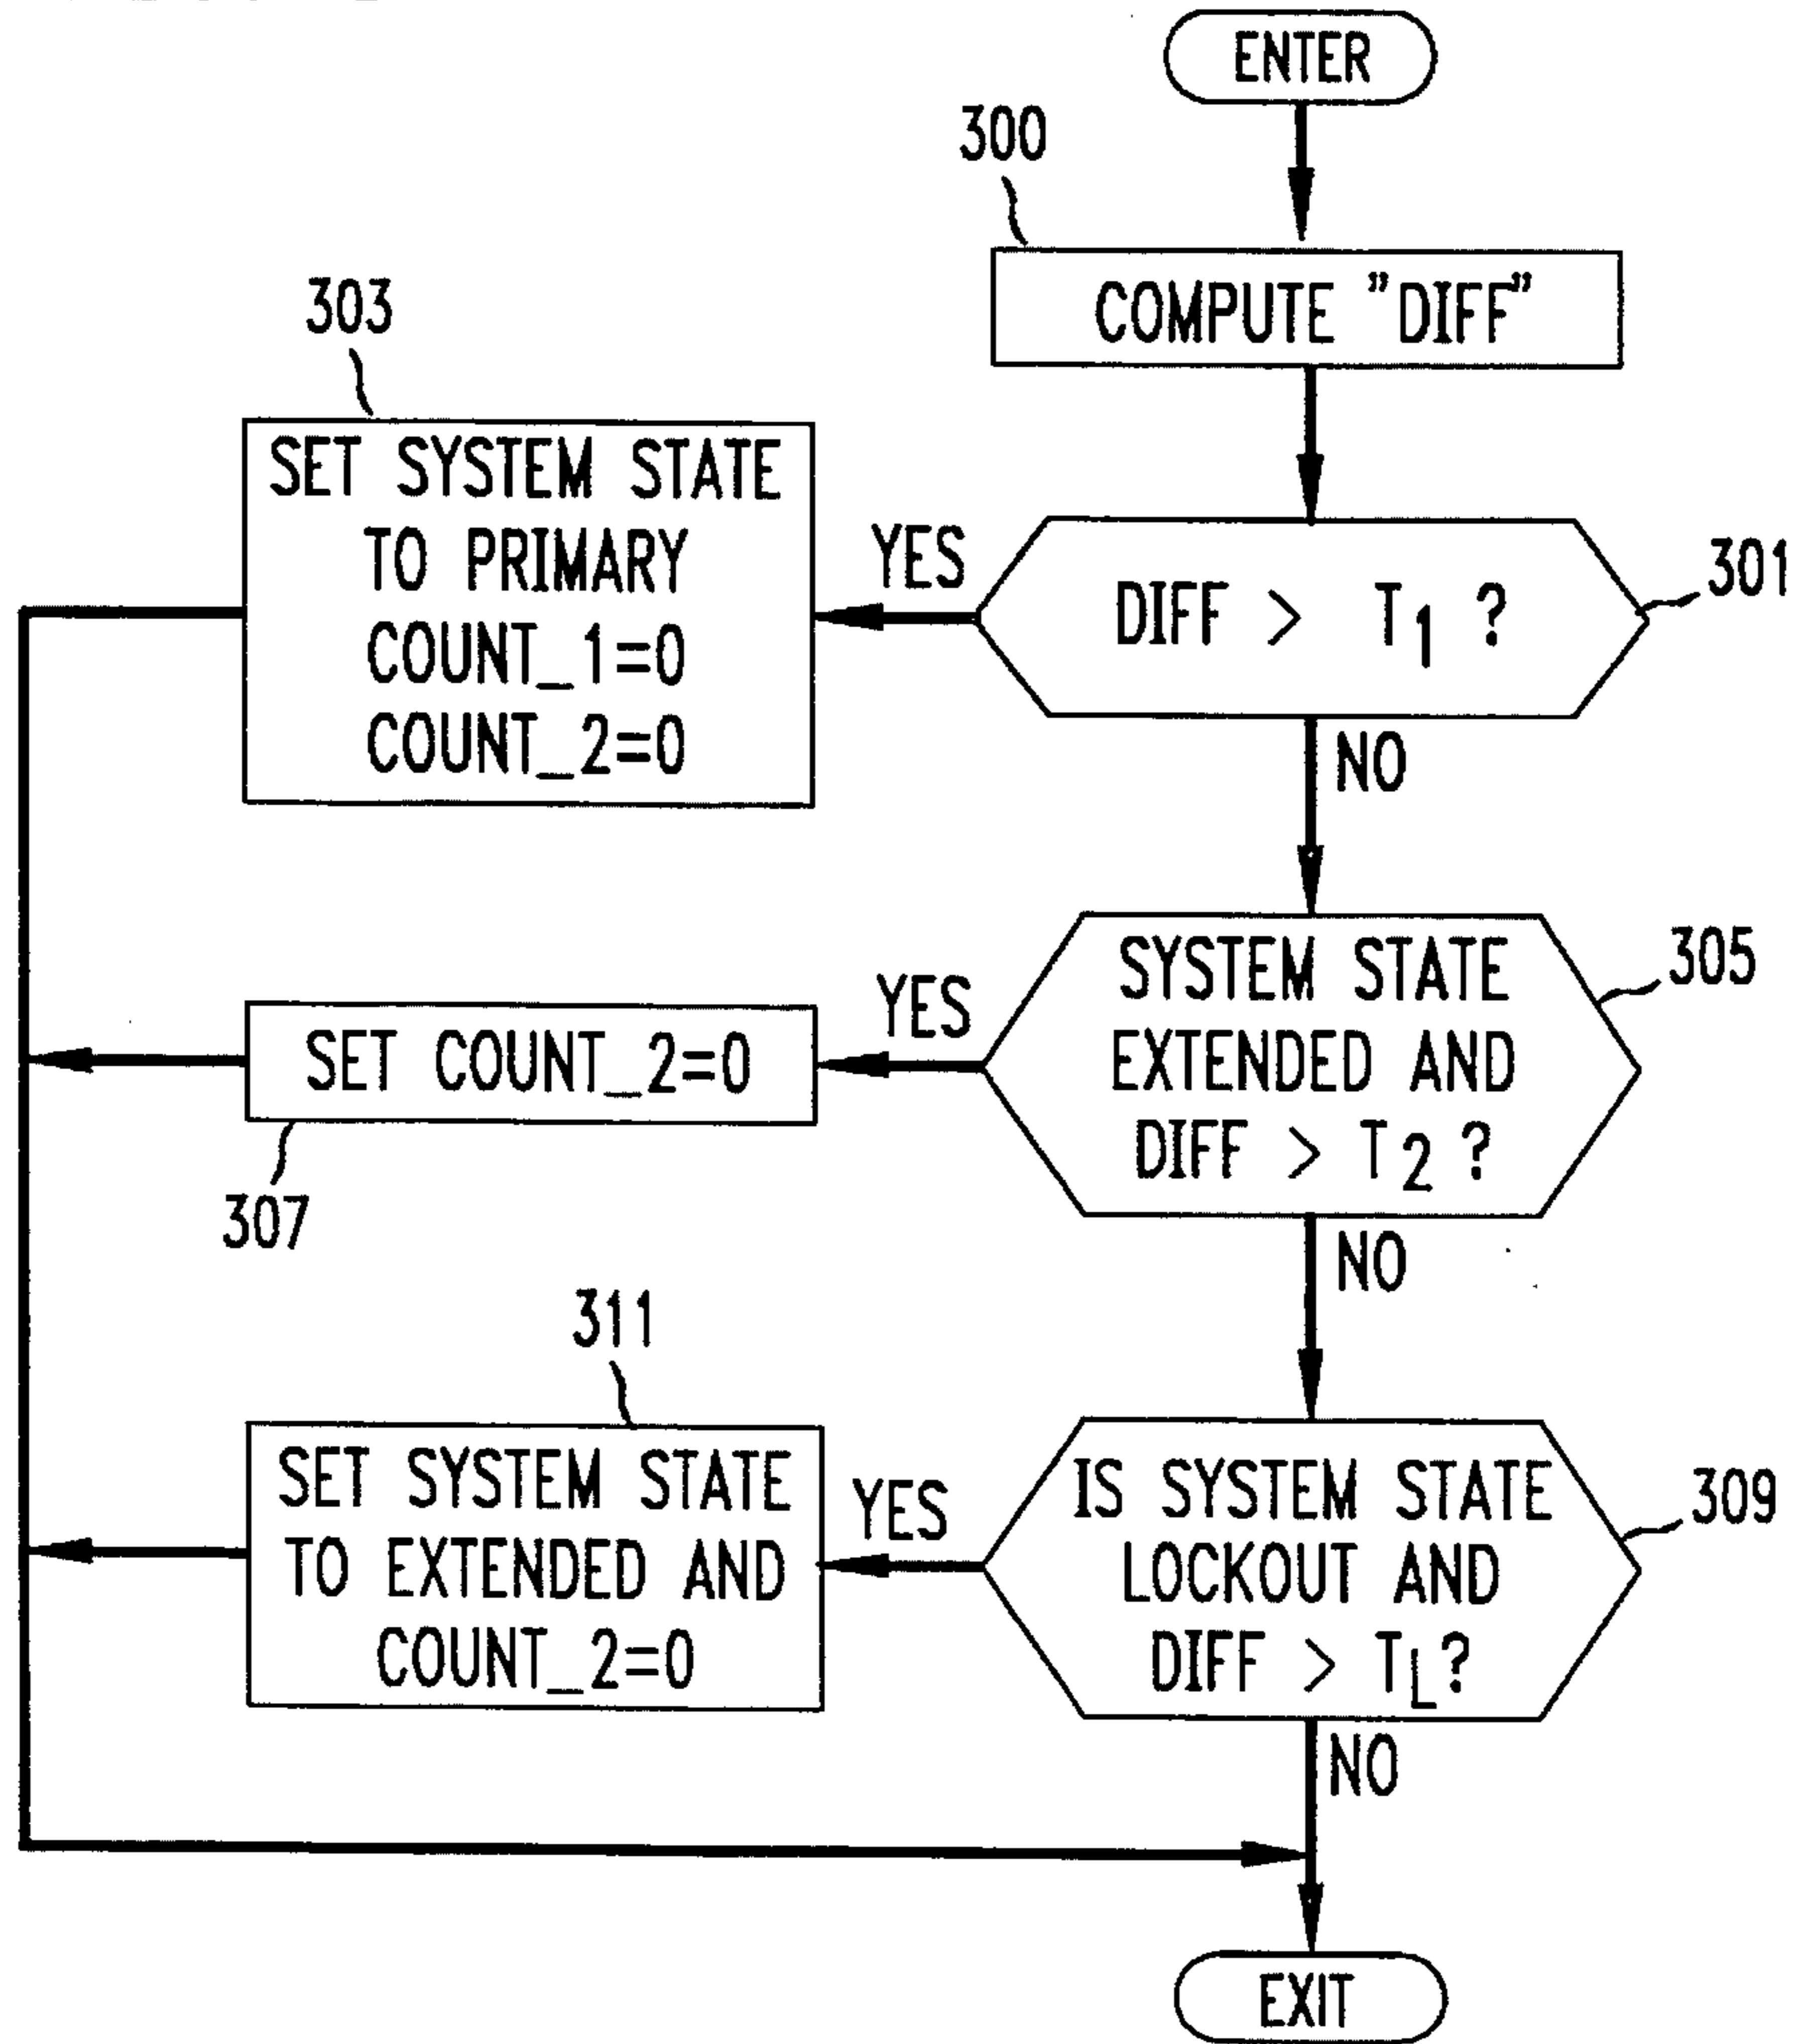 ENTER
300
COMPUTE "DIFF"
303
SET SYSTEM STATE
TO PRIMARY
COUNT_1=0
COUNT_2=0
YES
DIFF > T1 ?
301
NO
SYSTEM STATE
EXTENDED AND
DIFF > T2 ?
305
YES
SET COUNT_2=0
307
NO
311
SET SYSTEM STATE
TO EXTENDED AND
COUNT_2=0
YES
IS SYSTEM STATE
LOCKOUT AND
DIFF > TL?
309
NO
EXIT